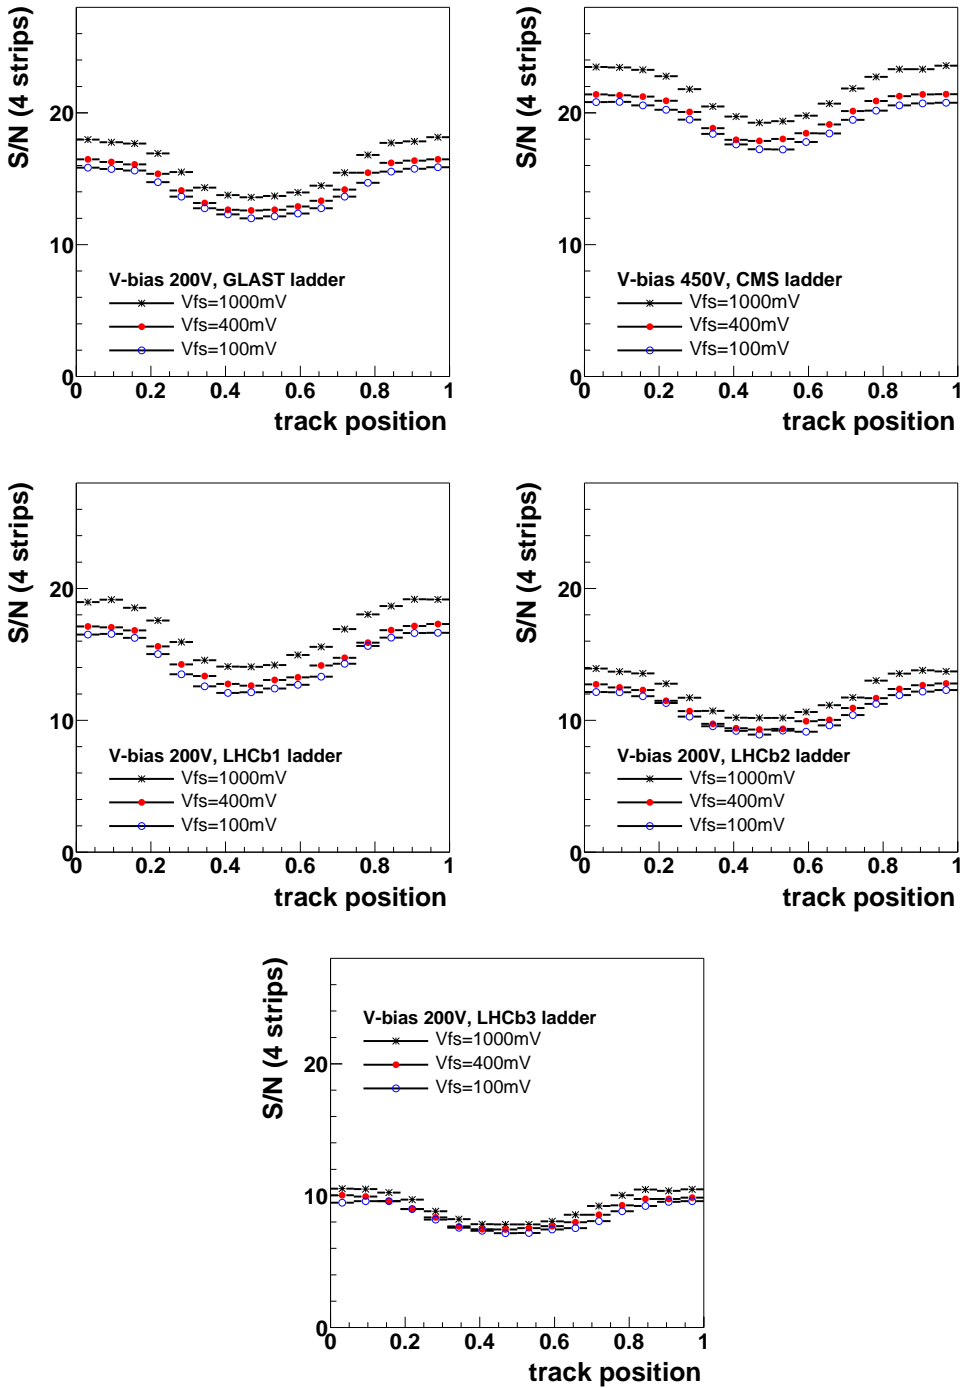 S/N (4 strips)
20
10
0
V-bias 200V, GLAST ladder
Vfs=1000mV
Vfs=400mV
Vfs=100mV
0 0.2 0.4 0.6 0.8 1
track position
S/N (4 strips)
20
10
0
V-bias 450V, CMS ladder
Vfs=1000mV
Vfs=400mV
Vfs=100mV
0 0.2 0.4 0.6 0.8 1
track position
S/N (4 strips)
20
10
0
V-bias 200V, LHCb1 ladder
Vfs=1000mV
Vfs=400mV
Vfs=100mV
0 0.2 0.4 0.6 0.8 1
track position
S/N (4 strips)
20
10
0
V-bias 200V, LHCb2 ladder
Vfs=1000mV
Vfs=400mV
Vfs=100mV
0 0.2 0.4 0.6 0.8 1
track position
S/N (4 strips)
20
10
0
V-bias 200V, LHCb3 ladder
Vfs=1000mV
Vfs=400mV
Vfs=100mV
0 0.2 0.4 0.6 0.8 1
track position